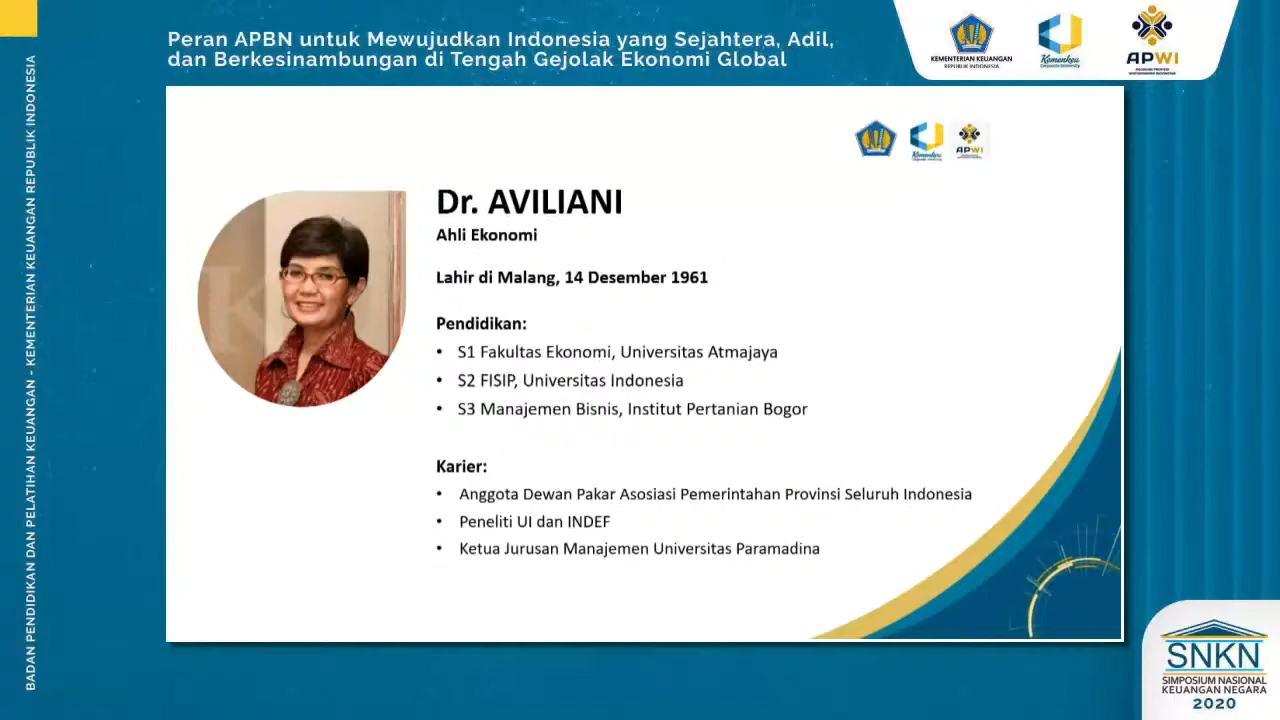 Peran APBN untuk Mewujudkan Indonesia yang Sejahtera, Adil,
dan Berkesinambungan di Tengah Gejolak Ekonomi Global
KEMENTERIAN KEUANGAN
REPUBLIK INDONESIA
Kemenkeu
Corporate University
APWI
BADAN PENDIDIKAN DAN PELATIHAN KEUANGAN - KEMENTERIAN KEUANGAN REPUBLIK INDONESIA
Kemenkeu
APWI
Dr. AVILIANI
Ahli Ekonomi
Lahir di Malang, 14 Desember 1961
Pendidikan:
• S1 Fakultas Ekonomi, Universitas Atmajaya
• S2 FISIP, Universitas Indonesia
• S3 Manajemen Bisnis, Institut Pertanian Bogor
Karier:
• Anggota Dewan Pakar Asosiasi Pemerintahan Provinsi Seluruh Indonesia
• Peneliti UI dan INDEF
• Ketua Jurusan Manajemen Universitas Paramadina
SNKN
SIMPOSIUM NASIONAL
KEUANGAN NEGARA
2020